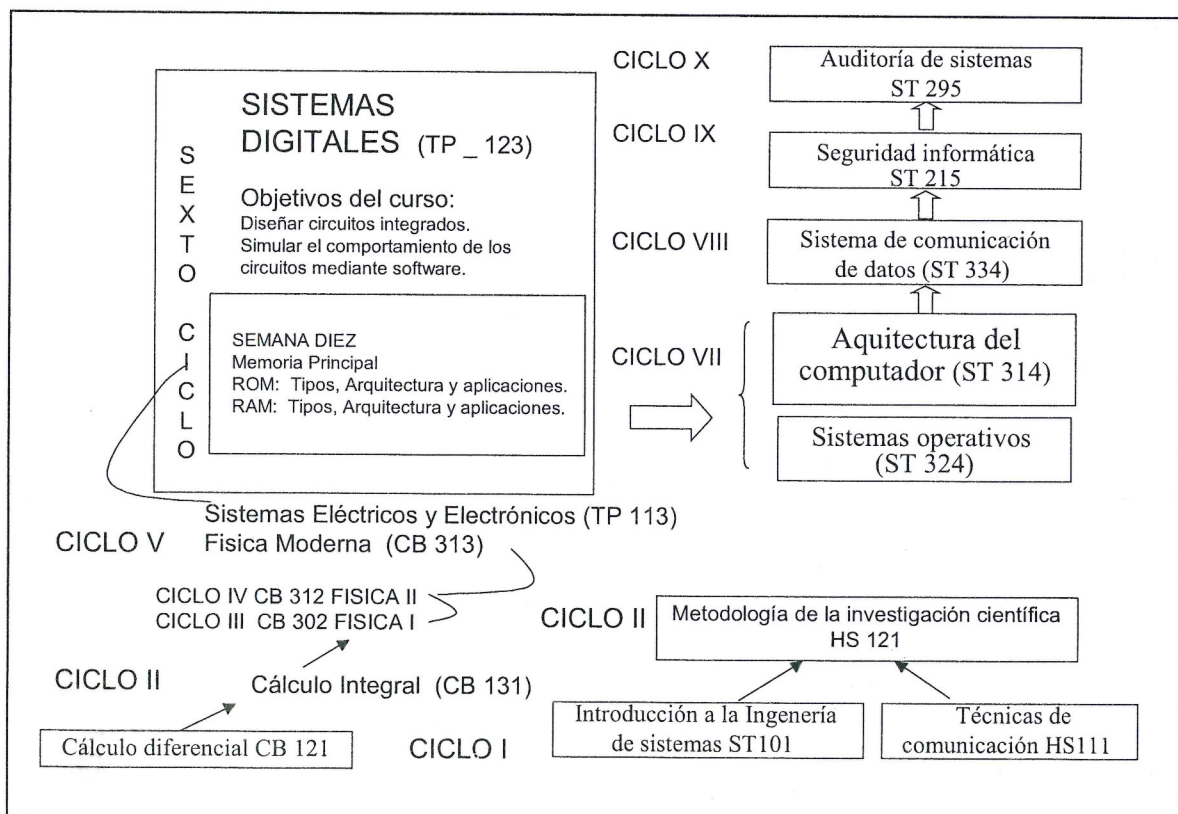 SISTEMAS
DIGITALES (TP _ 123)
SEXTO CICLO
Objetivos del curso:
Diseñar circuitos integrados.
Simular el comportamiento de los
circuitos mediante software.
SEMANA DIEZ
Memoria Principal
ROM: Tipos, Arquitectura y aplicaciones.
RAM: Tipos, Arquitectura y aplicaciones.
CICLO X
Auditoría de sistemas
ST 295
CICLO IX
Seguridad informática
ST 215
CICLO VIII
Sistema de comunicación
de datos (ST 334)
CICLO VII
Aquitectura del
computador (ST 314)
Sistemas operativos
(ST 324)
Sistemas Eléctricos y Electrónicos (TP 113)
CICLO V
Fisica Moderna (CB 313)
CICLO IV CB 312 FISICA II
CICLO III CB 302 FISICA I
CICLO II
Cálculo Integral (CB 131)
Cálculo diferencial CB 121
CICLO I
CICLO II
Metodología de la investigación científica
HS 121
Introducción a la Ingenería
de sistemas ST101
Técnicas de
comunicación HS111